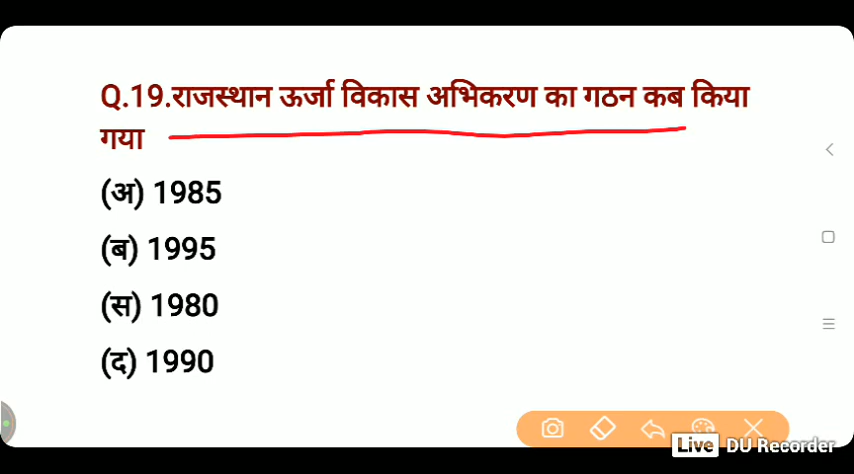 Q.19.राजस्थान ऊर्जा विकास अभिकरण का गठन कब किया
गया
(अ) 1985
(ब) 1995
(स) 1980
(द) 1990
Live DU Recorder